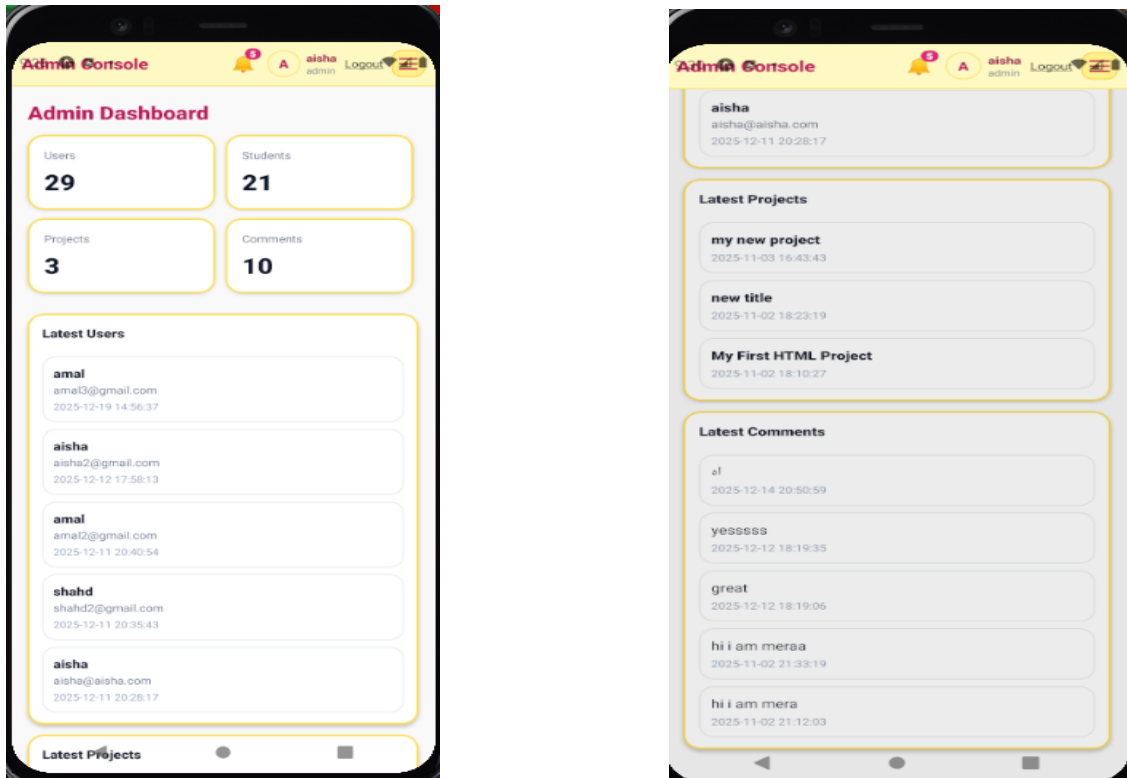 Admin Console
5
A
aisha
admin
Logout
Admin Dashboard
Users
29
Students
21
Projects
3
Comments
10
Latest Users
amal
amal3@gmail.com
2025-12-19 14:56:37
aisha
aisha2@gmail.com
2025-12-12 17:58:13
amal
amal2@gmail.com
2025-12-11 20:40:54
shahd
shahd2@gmail.com
2025-12-11 20:35:43
aisha
aisha@aisha.com
2025-12-11 20:28:17
Latest Projects
Admin Console
5
A
aisha
admin
Logout
aisha
aisha@aisha.com
2025-12-11 20:28:17
Latest Projects
my new project
2025-11-03 16:43:43
new title
2025-11-02 18:23:19
My First HTML Project
2025-11-02 18:10:27
Latest Comments
2025-12-14 20:50:59
yesssss
2025-12-12 18:19:35
great
2025-12-12 18:19:06
hi i am meraa
2025-11-02 21:33:19
hi i am mera
2025-11-02 21:12:03